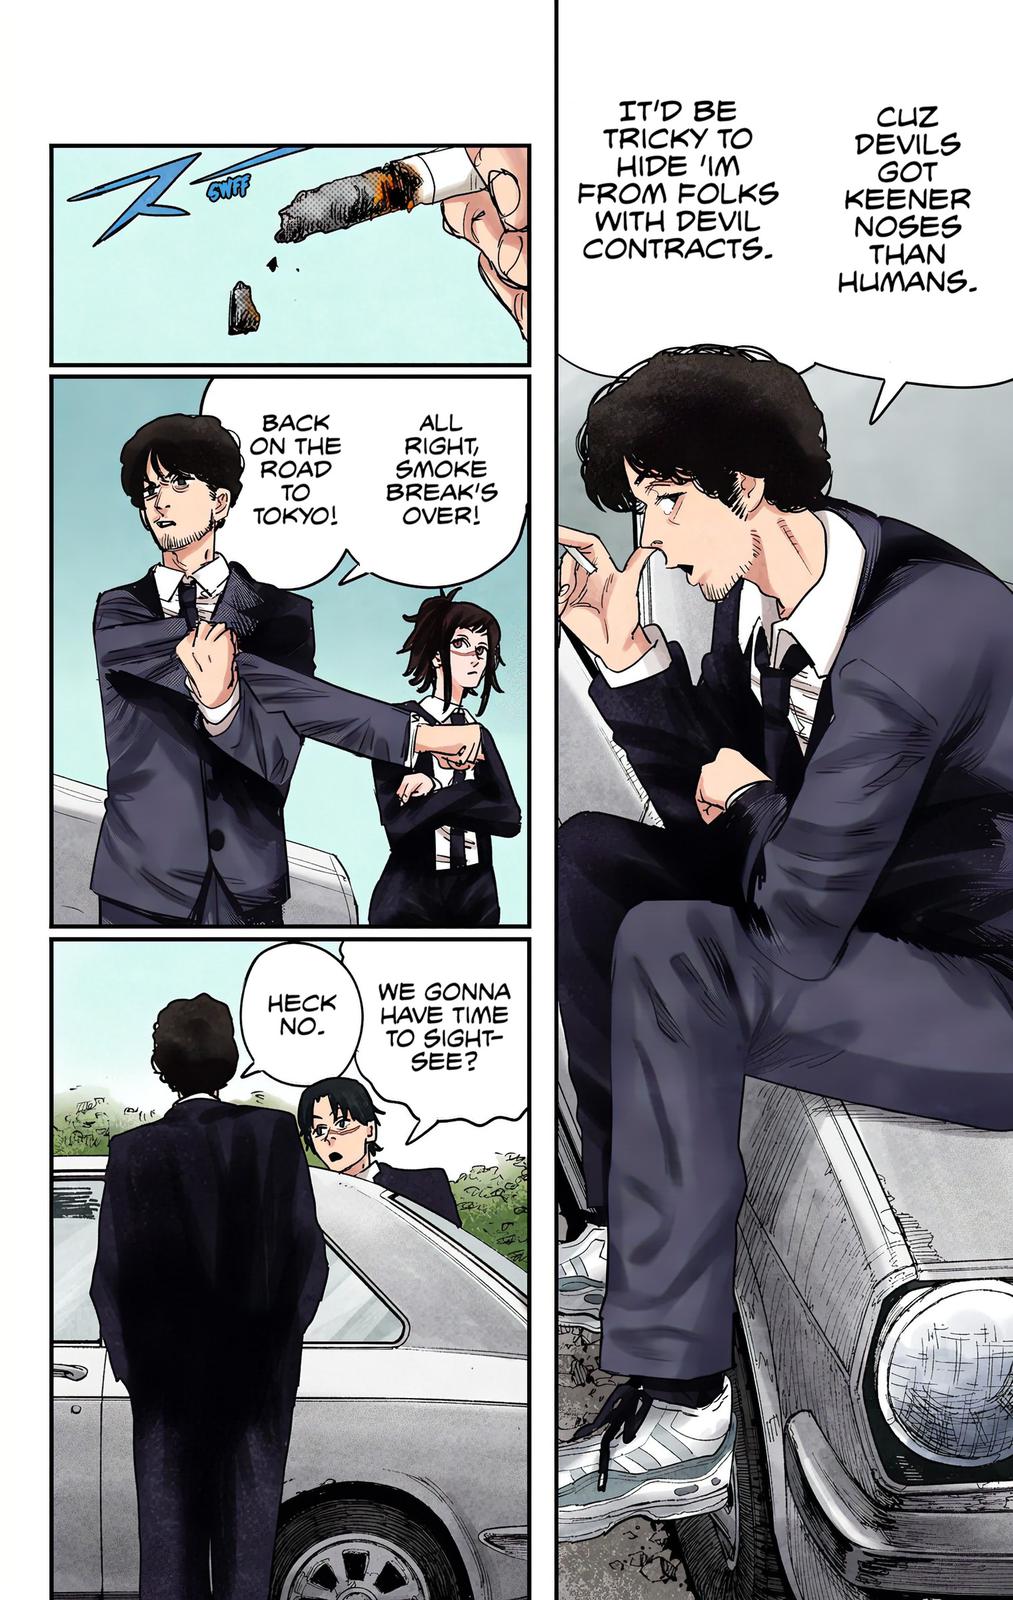 CUZ
DEVILS
GOT
KEENER
NOSES
THAN
HUMANS.
IT'D BE
TRICKY TO
HIDE 'IM
FROM FOLKS
WITH DEVIL
CONTRACTS.
SWFF
ALL
RIGHT,
SMOKE
BREAK'S
OVER!
BACK
ON THE
ROAD
TO
TOKYO!
WE GONNA
HAVE TIME
TO SIGHT-
SEE?
HECK
NO.